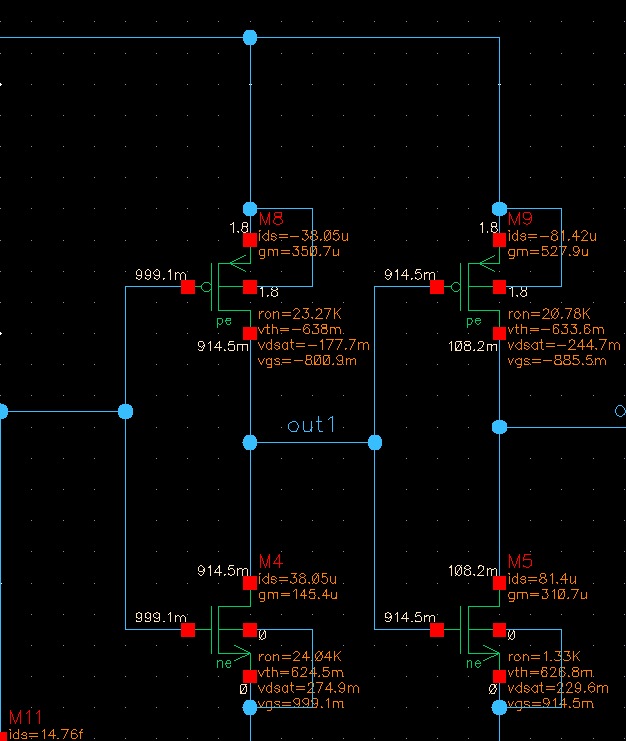 M8
1.8
ids=-38.05u
gm=350.7u
999.1m
1.8
pe
ron=23.27K
vth=-638m
914.5m
vdsat=-177.7m
vgs=-800.9m
M9
1.8
ids=-81.42u
gm=527.9u
914.5m
1.8
pe
ron=20.78K
vth=-633.6m
108.2m
vdsat=-244.7m
vgs=-885.5m
out1
o
M4
914.5m
ids=38.05u
gm=145.4u
999.1m
0
ne
ron=24.04K
vth=624.5m
0
vdsat=274.9m
vgs=999.1m
M5
108.2m
ids=81.4u
gm=310.7u
914.5m
0
ne
ron=1.33K
vth=626.8m
0
vdsat=229.6m
vgs=914.5m
M11
ids=14.76f